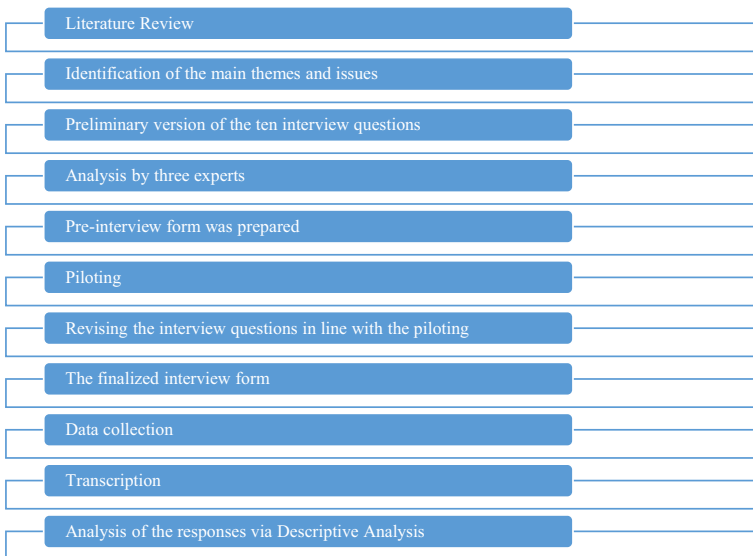 Literature Review
Identification of the main themes and issues
Preliminary version of the ten interview questions
Analysis by three experts
Pre-interview form was prepared
Piloting
Revising the interview questions in line with the piloting
The finalized interview form
Data collection
Transcription
Analysis of the responses via Descriptive Analysis